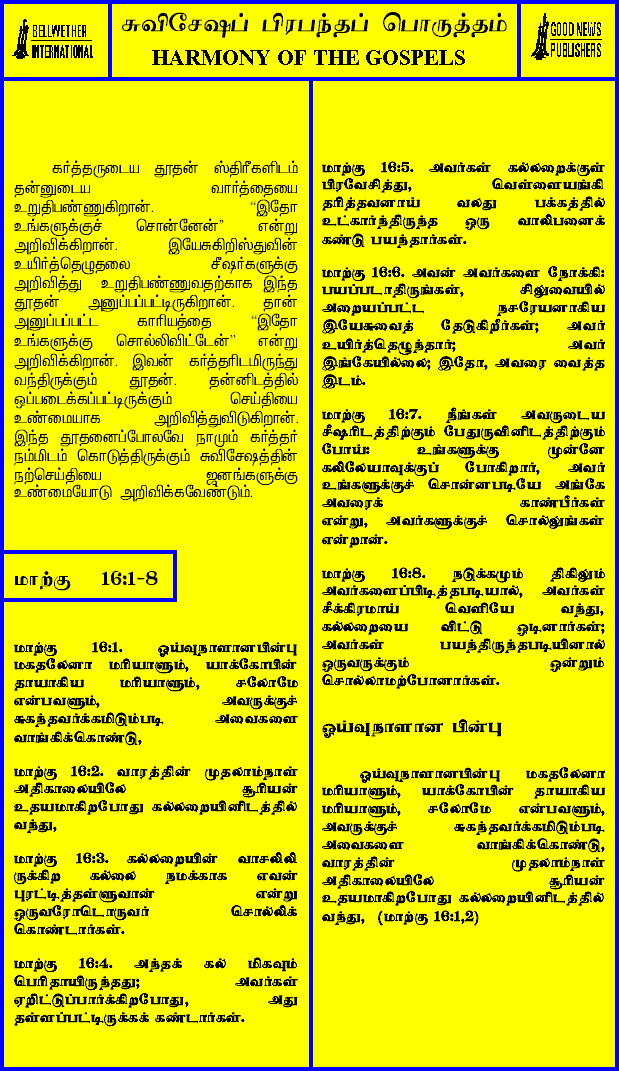 BELLWETHER
INTERNATIONAL
சுவிசேஷப் பிரபந்தப் பொருத்தம்
HARMONY OF THE GOSPELS
GOOD NEWS
PUBLISHERS
கர்த்தருடைய தூதன் ஸ்திரீகளிடம்
தன்னுடைய வார்த்தையை
உறுதிபண்ணுகிறான். “இதோ
உங்களுக்குச் சொன்னேன்” என்று
அறிவிக்கிறான். இயேசுகிறிஸ்துவின்
உயிர்த்தெழுதலை சீஷர்களுக்கு
அறிவித்து உறுதிபண்ணுவதற்காக இந்த
தூதன் அனுப்பப்பட்டிருகிறான். தான்
அனுப்பப்பட்ட காரியத்தை “இதோ
உங்களுக்கு சொல்லிவிட்டேன்” என்று
அறிவிக்கிறான். இவன் கர்த்தரிடமிருந்து
வந்திருக்கும் தூதன். தன்னிடத்தில்
ஒப்படைக்கப்பட்டிருக்கும் செய்தியை
உண்மையாக அறிவித்துவிடுகிறான்.
இந்த தூதனைப்போலவே நாமும் கர்த்தர்
நம்மிடம் கொடுத்திருக்கும் சுவிசேஷத்தின்
நற்செய்தியை ஜனங்களுக்கு
உண்மையோடு அறிவிக்கவேண்டும்.
மாற்கு 16:1-8
மாற்கு 16:1. ஓய்வுநாளானபின்பு
மகதலேனா மரியாளும், யாக்கோபின்
தாயாகிய மரியாளும், சலோமே
என்பவளும், அவருக்குச்
சுகந்தவர்க்கமிடும்படி அவைகளை
வாங்கிக்கொண்டு,
மாற்கு 16:2. வாரத்தின் முதலாம்நாள்
அதிகாலையிலே சூரியன்
உதயமாகிறபோது கல்லறையினிடத்தில்
வந்து,
மாற்கு 16:3. கல்லறையின் வாசலிலி
ருக்கிற கல்லை நமக்காக எவன்
புரட்டித்தள்ளுவான் என்று
ஒருவரோடொருவர் சொல்லிக்
கொண்டார்கள்.
மாற்கு 16:4. அந்தக் கல் மிகவும்
பெரிதாயிருந்தது; அவர்கள்
ஏறிட்டுப்பார்க்கிறபோது, அது
தள்ளப்பட்டிருக்கக் கண்டார்கள்.
மாற்கு 16:5. அவர்கள் கல்லறைக்குள்
பிரவேசித்து, வெள்ளையங்கி
தரித்தவனாய் வலது பக்கத்தில்
உட்கார்ந்திருந்த ஒரு வாலிபனைக்
கண்டு பயந்தார்கள்.
மாற்கு 16:6. அவன் அவர்களை நோக்கி:
பயப்படாதிருங்கள், சிலுவையில்
அறையப்பட்ட நசரேயனாகிய
இயேசுவைத் தேடுகிறீர்கள்; அவர்
உயிர்த்தெழுந்தார்; அவர்
இங்கேயில்லை; இதோ, அவரை வைத்த
இடம்.
மாற்கு 16:7. நீங்கள் அவருடைய
சீஷரிடத்திற்கும் பேதுருவினிடத்திற்கும்
போய்: உங்களுக்கு முன்னே
கலிலேயாவுக்குப் போகிறார், அவர்
உங்களுக்குச் சொன்னபடியே அங்கே
அவரைக் காண்பீர்கள்
என்று, அவர்களுக்குச் சொல்லுங்கள்
என்றான்.
மாற்கு 16:8. நடுக்கமும் திகிலும்
அவர்களைப்பிடித்தபடியால், அவர்கள்
சீக்கிரமாய் வெளியே வந்து,
கல்லறையை விட்டு ஓடினார்கள்;
அவர்கள் பயந்திருந்தபடியினால்
ஒருவருக்கும் ஒன்றும்
சொல்லாமற்போனார்கள்.
ஓய்வுநாளான பின்பு
ஓய்வுநாளானபின்பு மகதலேனா
மரியாளும், யாக்கோபின் தாயாகிய
மரியாளும், சலோமே என்பவளும்,
அவருக்குச் சுகந்தவர்க்கமிடும்படி
அவைகளை வாங்கிக்கொண்டு,
வாரத்தின் முதலாம்நாள்
அதிகாலையிலே சூரியன்
உதயமாகிறபோது கல்லறையினிடத்தில்
வந்து, (மாற்கு 16:1,2)